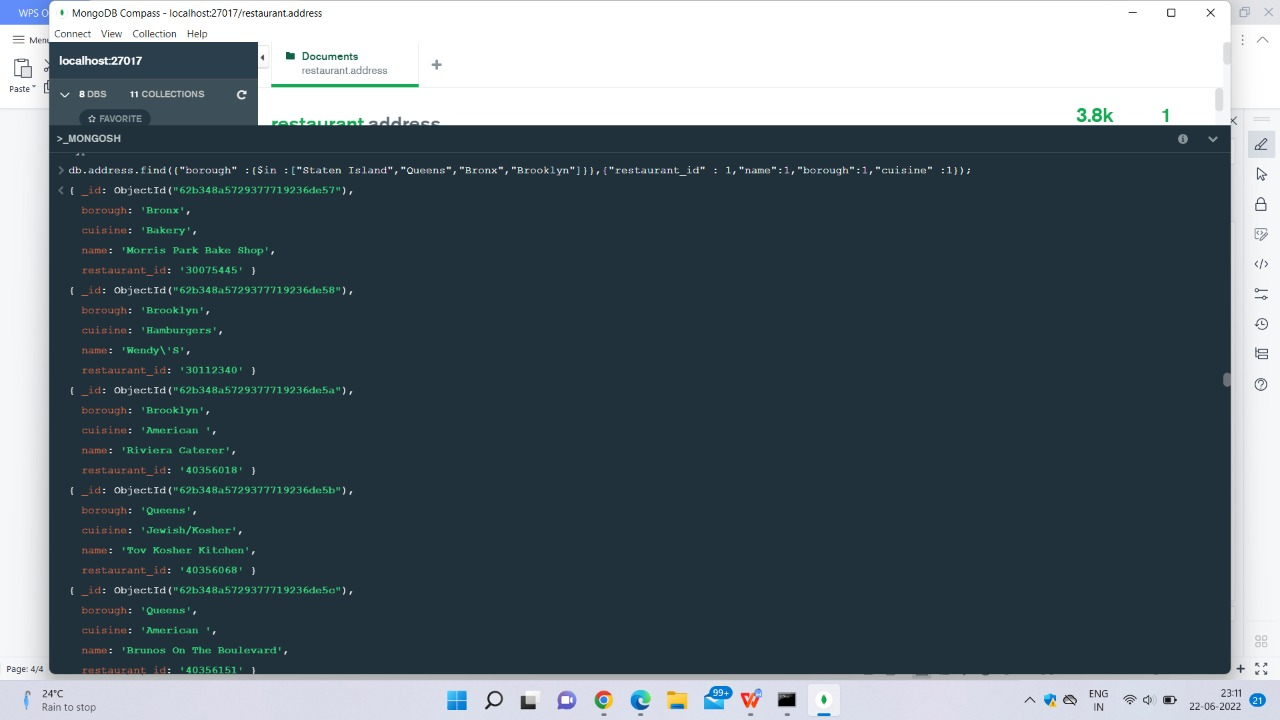 WPS O
MongoDB Compass - localhost:27017/restaurant.address
Menu
Connect View Collection Help
localhost:27017
Documents
restaurant.address
Paste
8 DBS 11 COLLECTIONS
FAVORITE
restaurant.address
3.8k 1
>_MONGOSH
db.address.find({"borough" :{$in :["Staten Island","Queens","Bronx","Brooklyn"]}},{"restaurant_id" : 1,"name":1,"borough":1,"cuisine" :1});
{ _id: ObjectId("62b348a5729377719236de57"),
borough: 'Bronx',
cuisine: 'Bakery',
name: 'Morris Park Bake Shop',
restaurant_id: '30075445' }
{ _id: ObjectId("62b348a5729377719236de58"),
borough: 'Brooklyn',
cuisine: 'Hamburgers',
name: 'Wendy\'S',
restaurant_id: '30112340' }
{ _id: ObjectId("62b348a5729377719236de5a"),
borough: 'Brooklyn',
cuisine: 'American ',
name: 'Riviera Caterer',
restaurant_id: '40356018' }
{ _id: ObjectId("62b348a5729377719236de5b"),
borough: 'Queens',
cuisine: 'Jewish/Kosher',
name: 'Tov Kosher Kitchen',
restaurant_id: '40356068' }
{ _id: ObjectId("62b348a5729377719236de5c"),
borough: 'Queens',
cuisine: 'American ',
name: 'Brunos On The Boulevard',
restaurant_id: '40356151' }
Page: 4/4
24°C
Rain to stop
99+
ENG
IN
23:11
22-06-2022
21